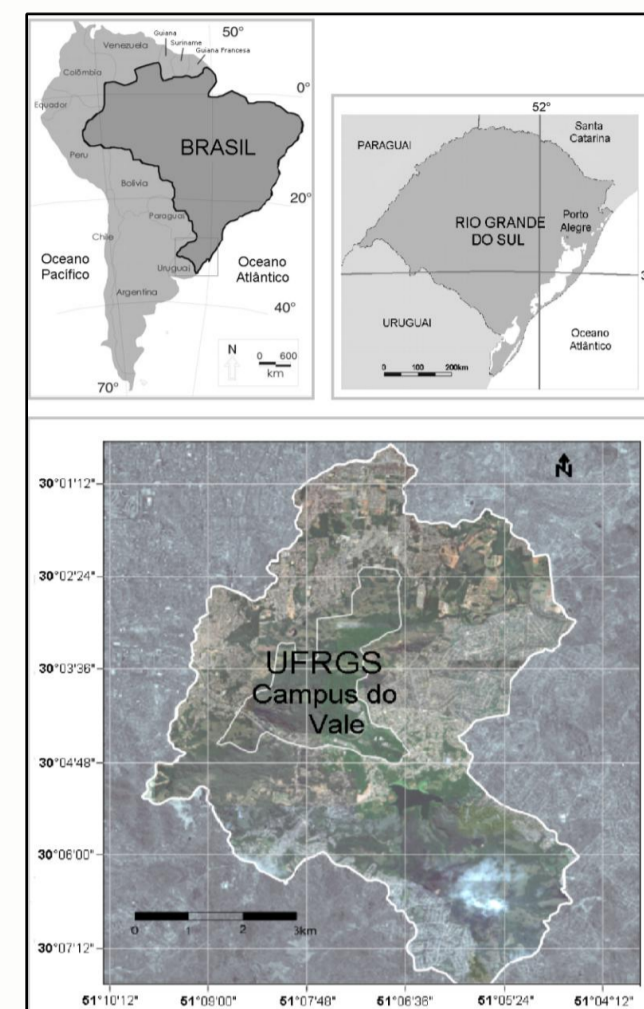 50°
Venezuela
Guiana
Suriname
Guiana Francesa
Colômbia
0°
Equador
BRASIL
Peru
Bolivia
20°
Paraguai
Chile
Oceano
Pacífico
Uruguai
Oceano
Atlântico
Argentina
40°
N
0 600
km
70°
52°
PARAGUAI
Santa
Catarina
RIO GRANDE
DO SUL
Porto
Alegre
URUGUAI
Oceano
Atlântico
0 100 200km
N
30°01'12"
30°02'24"
30°03'36"
UFRGS
Campus do
Vale
30°04'48"
30°06'00"
0 1 2 3km
30°07'12"
51°10'12" 51°09'00" 51°07'48" 51°06'36" 51°05'24" 51°04'12"